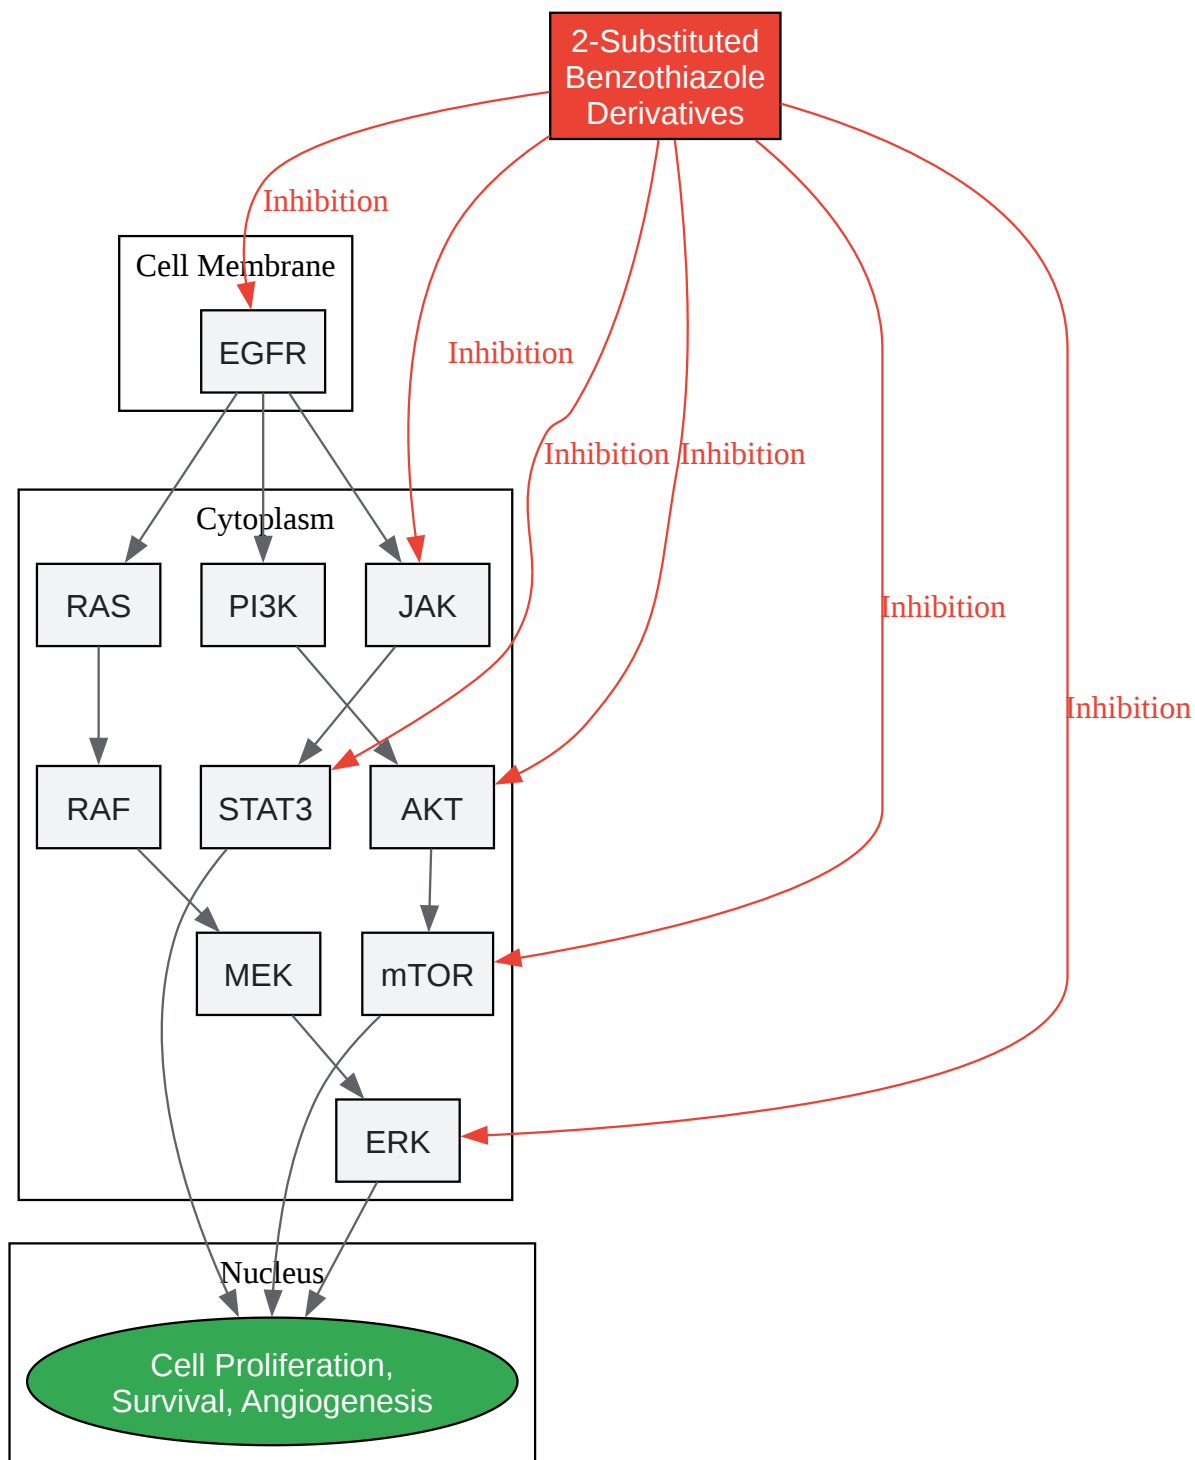 2-Substituted
Benzothiazole
Derivatives
Inhibition
Cell Membrane
EGFR
Inhibition
Inhibition
Inhibition
Cytoplasm
RAS
PI3K
JAK
Inhibition
Inhibition
RAF
STAT3
AKT
MEK
mTOR
ERK
Nucleus
Cell Proliferation,
Survival, Angiogenesis